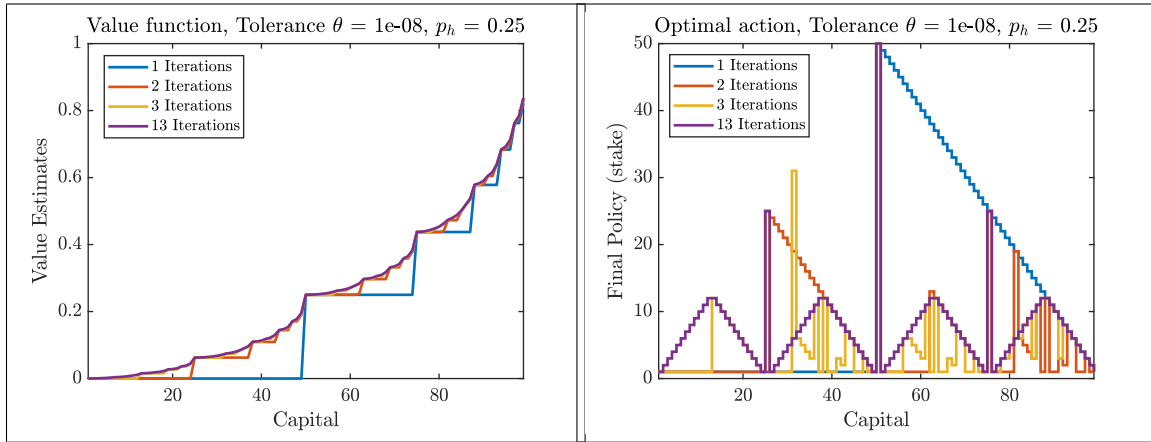 Value function, Tolerance θ = 1e-08, p_h = 0.25
1
0.8
0.6
0.4
0.2
0
Value Estimates
1 Iterations
2 Iterations
3 Iterations
13 Iterations
20
40
60
80
Capital
Optimal action, Tolerance θ = 1e-08, p_h = 0.25
50
40
30
20
10
0
Final Policy (stake)
1 Iterations
2 Iterations
3 Iterations
13 Iterations
20
40
60
80
Capital